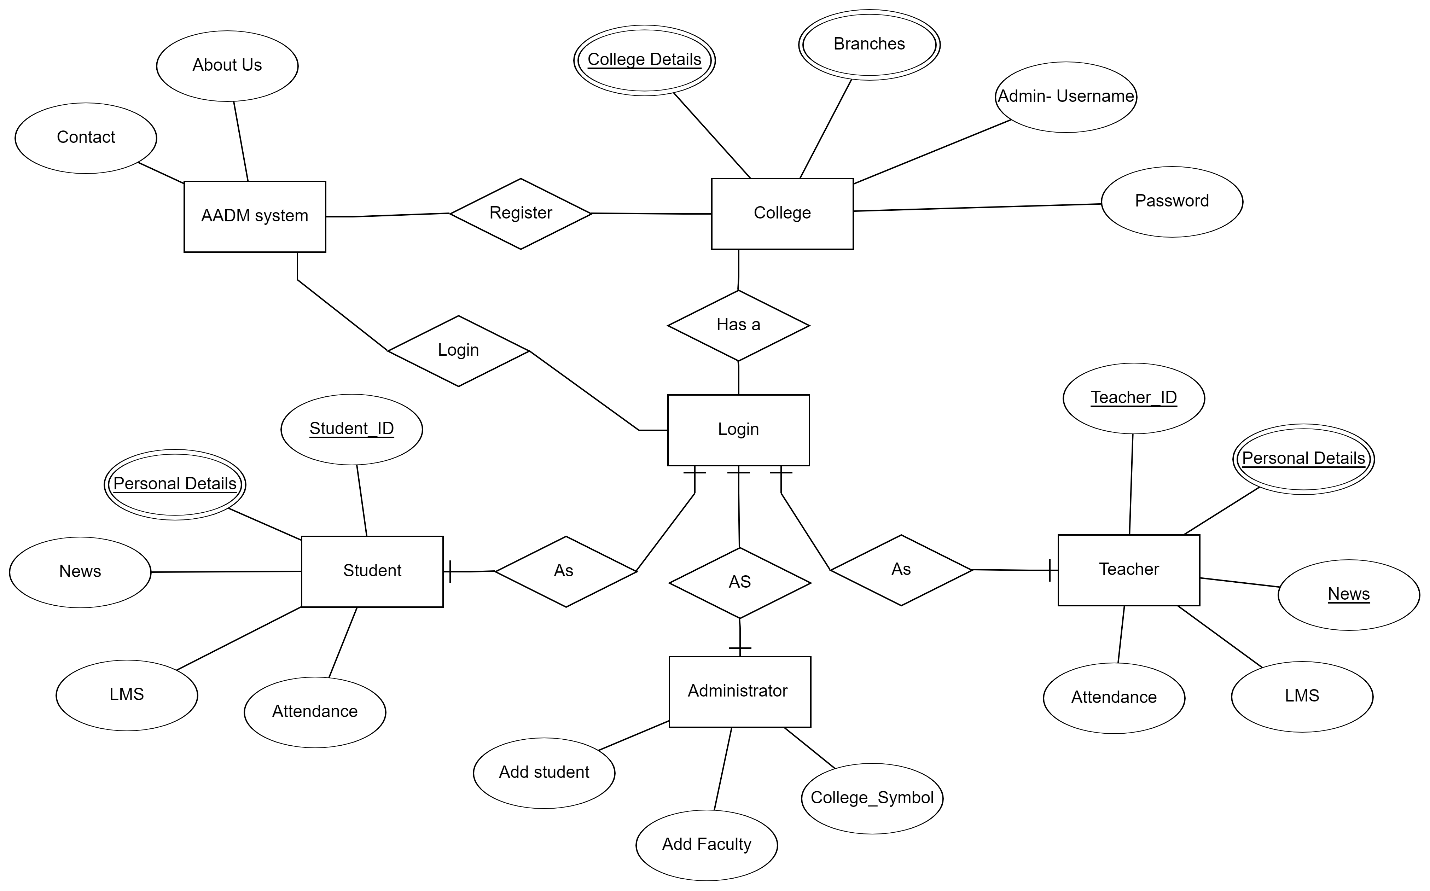 College Details
Branches
About Us
Admin- Username
Contact
Password
AADM system
Register
College
Has a
Login
Teacher_ID
Student_ID
Login
Personal Details
Personal Details
News
Student
As
AS
As
Teacher
News
LMS
Attendance
Administrator
Attendance
LMS
Add student
College_Symbol
Add Faculty